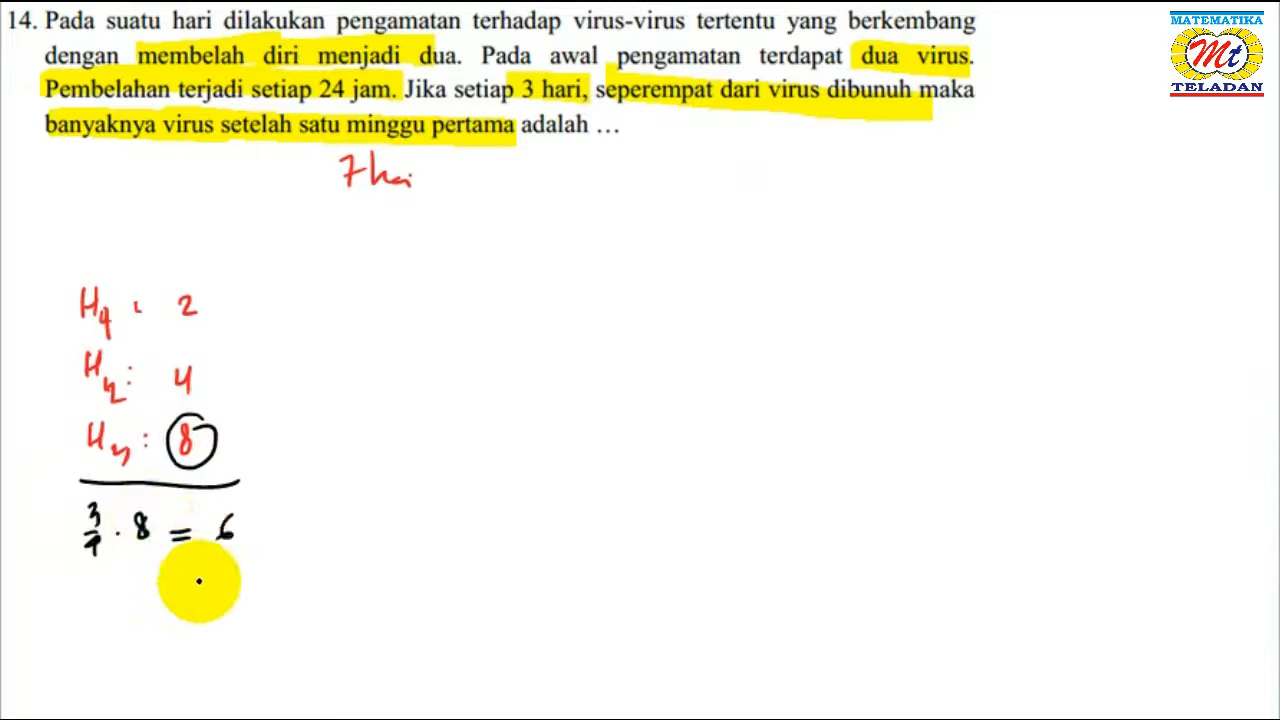 14. Pada suatu hari dilakukan pengamatan terhadap virus-virus tertentu yang berkembang
dengan membelah diri menjadi dua. Pada awal pengamatan terdapat dua virus.
Pembelahan terjadi setiap 24 jam. Jika setiap 3 hari, seperempat dari virus dibunuh maka
banyaknya virus setelah satu minggu pertama adalah …
MATEMATIKA
Mt
TELADAN
7 hari
H1 : 2
H2 : 4
H3 : 8
3/4 · 8 = 6